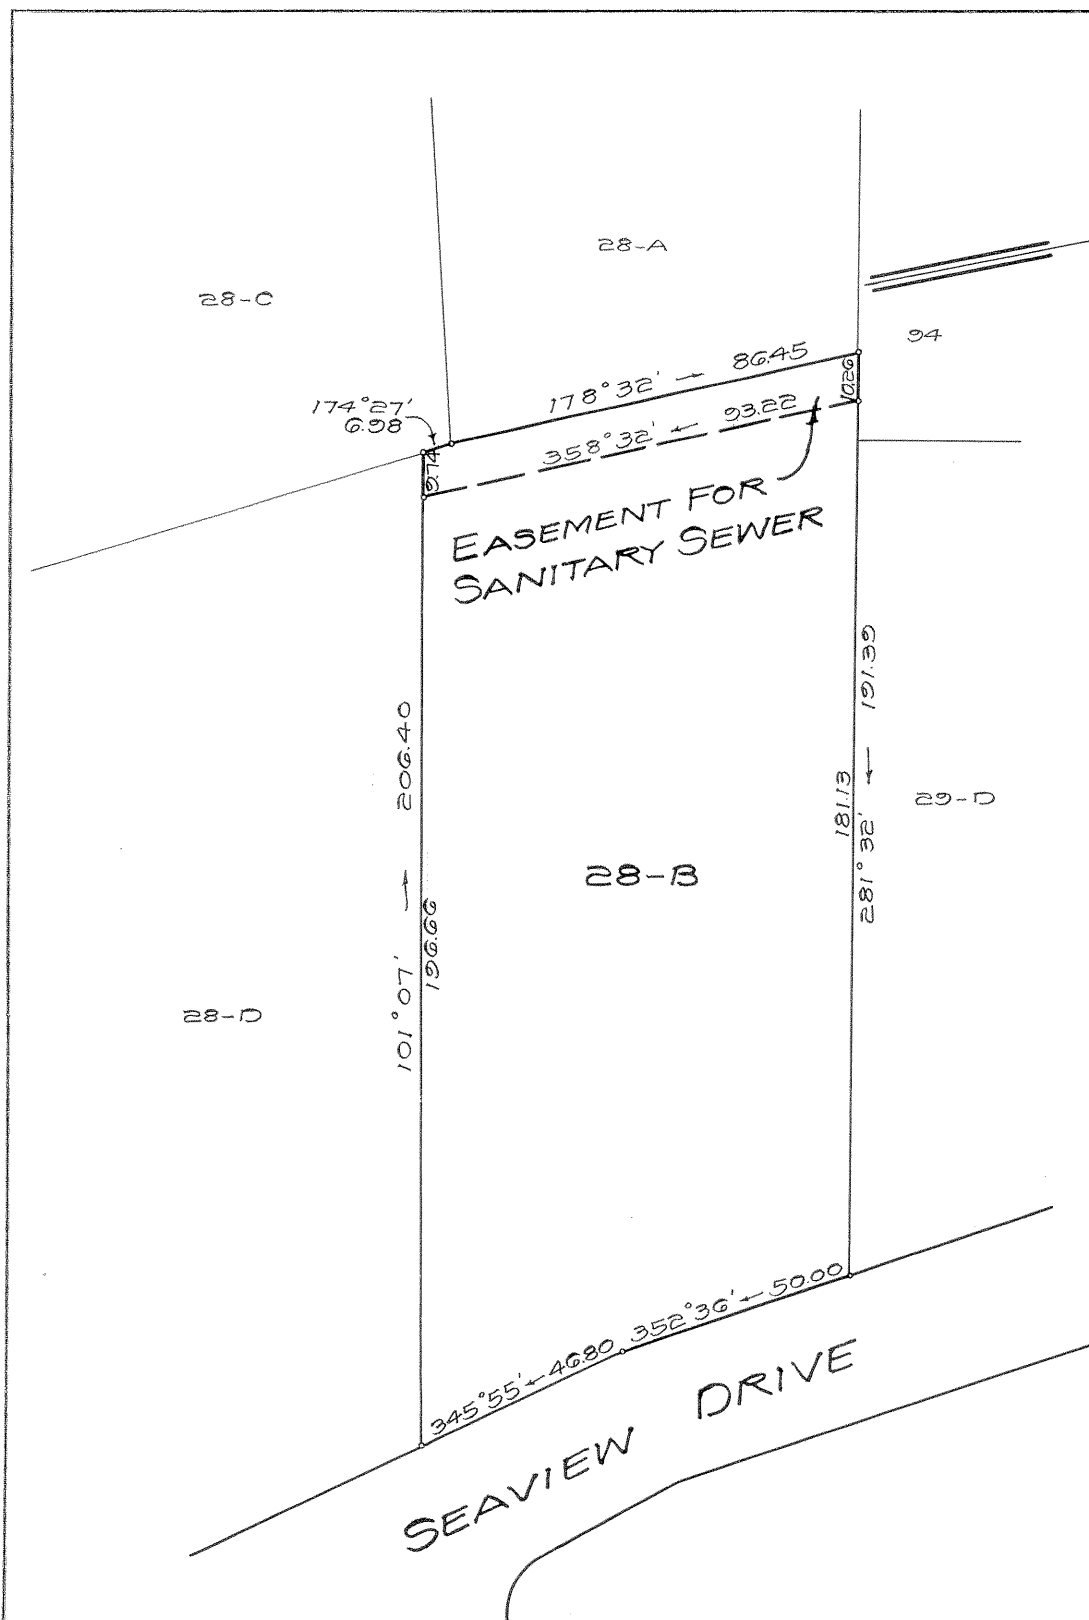 28-A
28-C
94
178°32' 86.45
10.26
174°27'
6.98
9.74
358°32' 93.22
EASEMENT FOR
SANITARY SEWER
191.39
206.40
181.13
29-D
281°32'
28-B
196.66
101°07'
28-D
352°36' 50.00
345°55' 46.80
SEAVIEW DRIVE